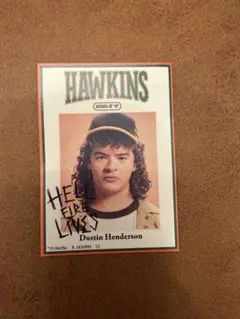 HAWKINS
HELL
FIRE
LIVES
Dustin Henderson